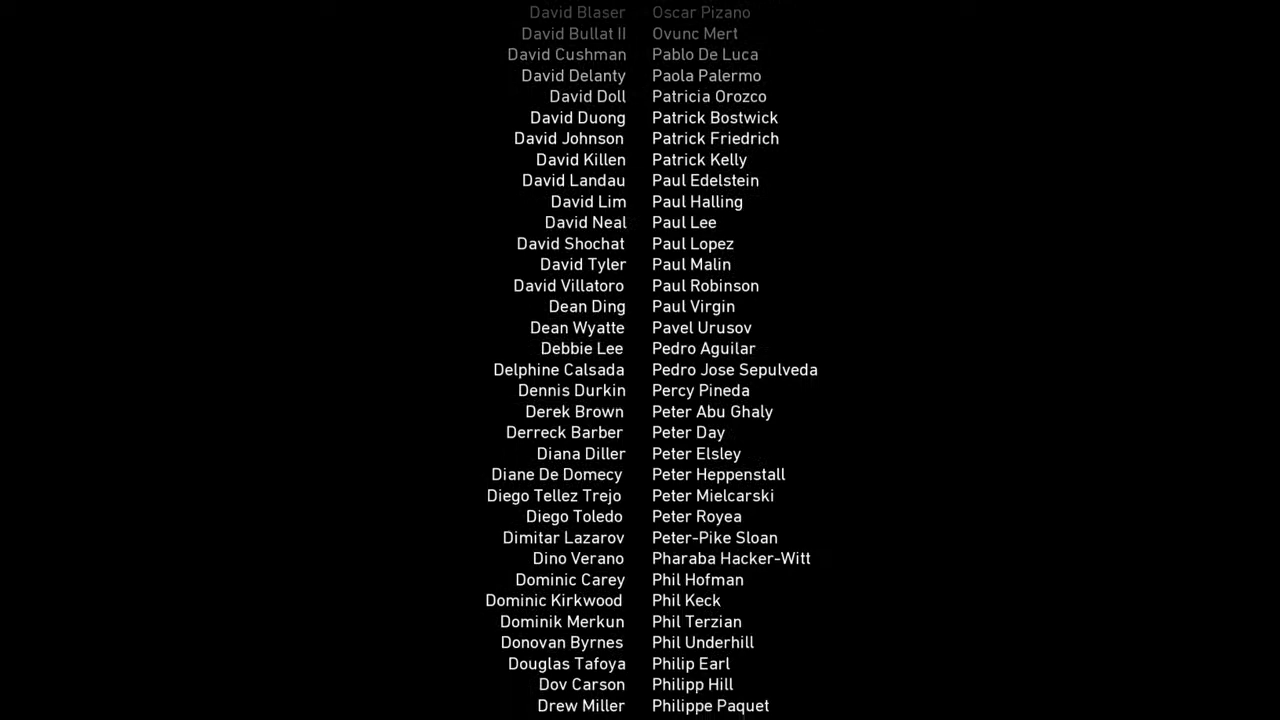 David Blaser Oscar Pizano
David Bullat II Ovunc Mert
David Cushman Pablo De Luca
David Delanty Paola Palermo
David Doll Patricia Orozco
David Duong Patrick Bostwick
David Johnson Patrick Friedrich
David Killen Patrick Kelly
David Landau Paul Edelstein
David Lim Paul Halling
David Neal Paul Lee
David Shochat Paul Lopez
David Tyler Paul Malin
David Villatoro Paul Robinson
Dean Ding Paul Virgin
Dean Wyatte Pavel Urusov
Debbie Lee Pedro Aguilar
Delphine Calsada Pedro Jose Sepulveda
Dennis Durkin Percy Pineda
Derek Brown Peter Abu Ghaly
Derreck Barber Peter Day
Diana Diller Peter Elsley
Diane De Domecy Peter Heppenstall
Diego Tellez Trejo Peter Mielcarski
Diego Toledo Peter Royea
Dimitar Lazarov Peter-Pike Sloan
Dino Verano Pharaba Hacker-Witt
Dominic Carey Phil Hofman
Dominic Kirkwood Phil Keck
Dominik Merkun Phil Terzian
Donovan Byrnes Phil Underhill
Douglas Tafoya Philip Earl
Dov Carson Philipp Hill
Drew Miller Philippe Paquet